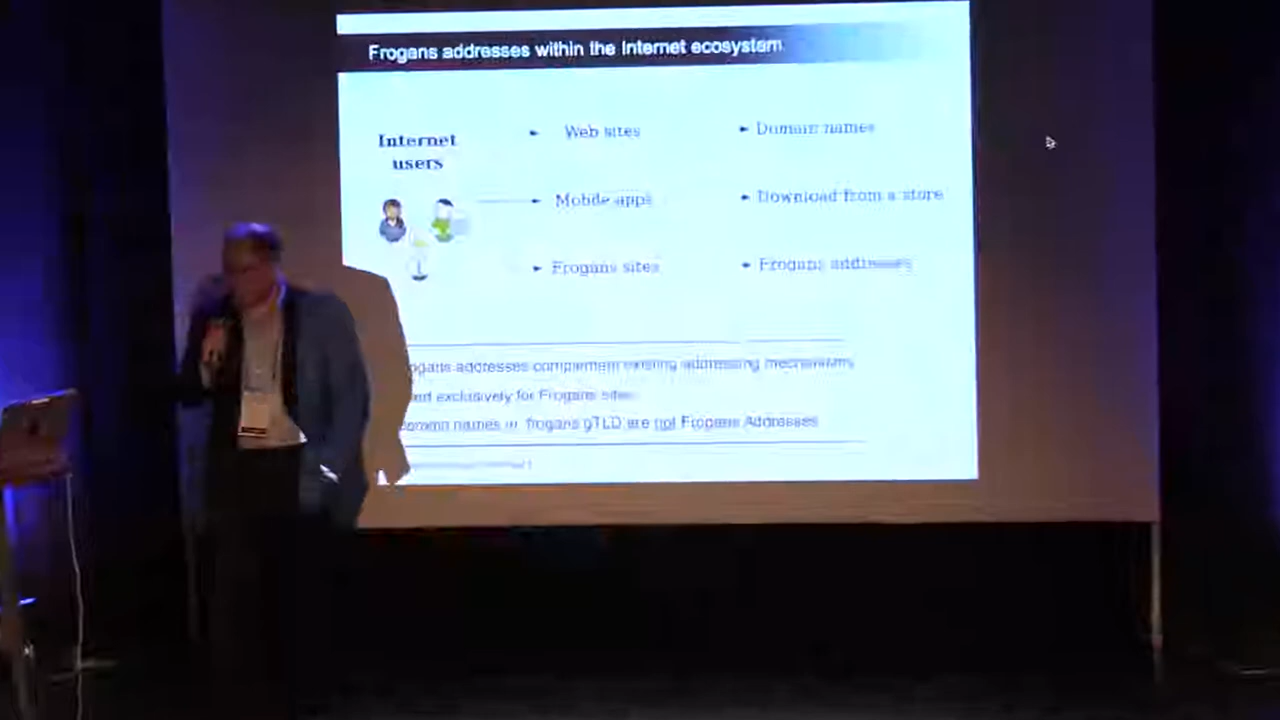 Frogans addresses within the Internet ecosystem
Internet
users
Web sites
Domain names
Mobile apps
Download from a store
Frogans sites
Frogans addresses
addresses complement existing addressing mechanisms
exclusively for Frogans sites
names in .frogans gTLD are not Frogans Addresses